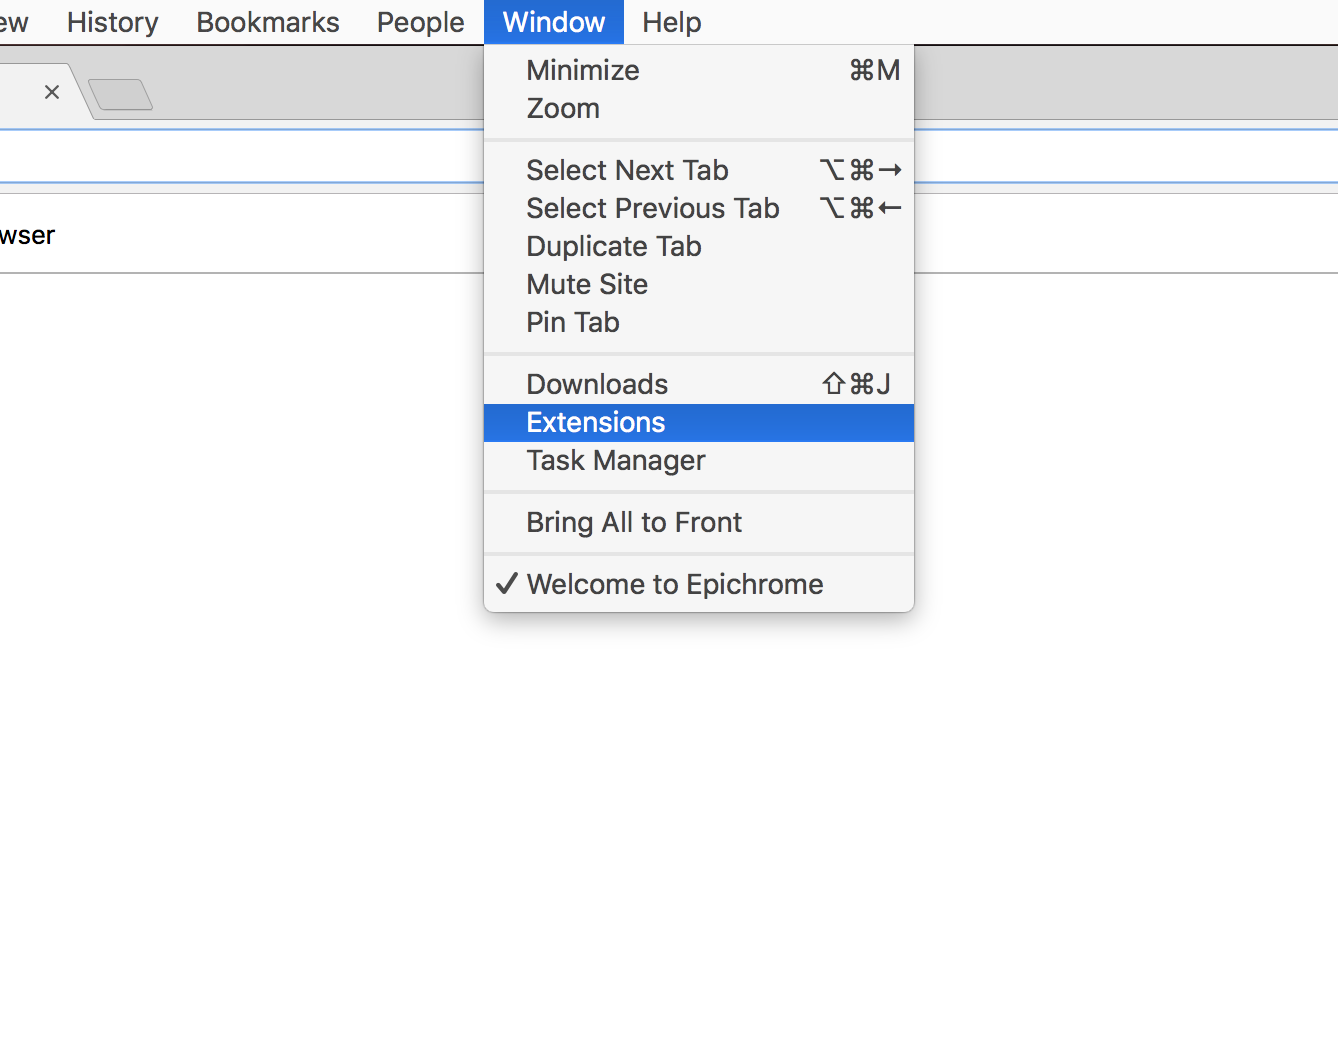 ew History Bookmarks People Window Help
Minimize ⌘M
Zoom
Select Next Tab ⌥⌘→
Select Previous Tab ⌥⌘←
wser
Duplicate Tab
Mute Site
Pin Tab
Downloads ⇧⌘J
Extensions
Task Manager
Bring All to Front
✓ Welcome to Epichrome